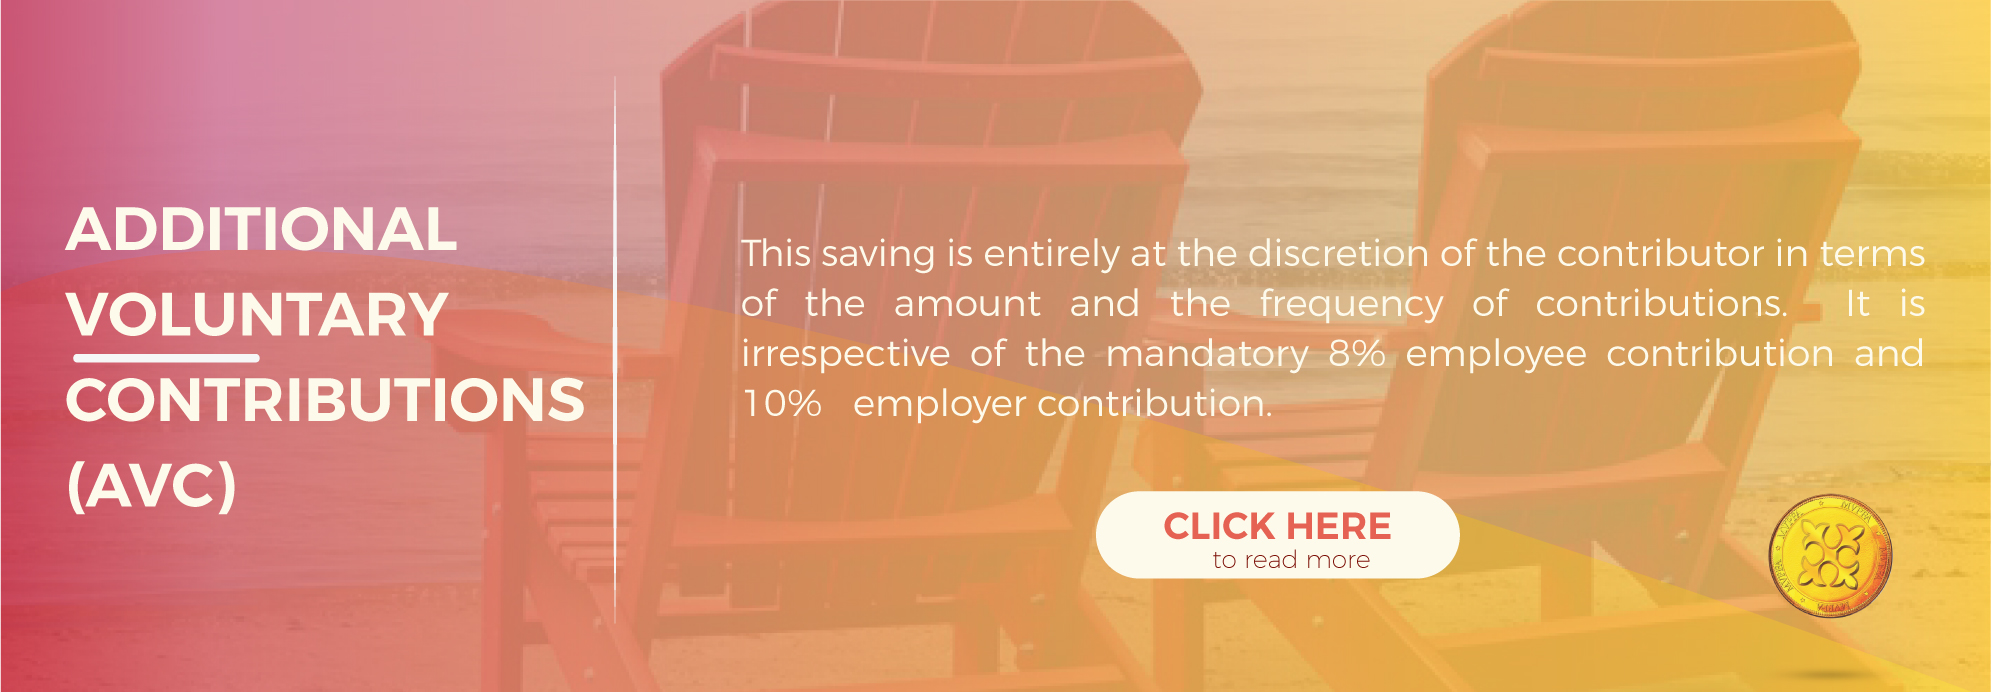 ADDITIONAL
VOLUNTARY
CONTRIBUTIONS
(AVC)
This saving is entirely at the discretion of the contributor in terms
of the amount and the frequency of contributions. It is
irrespective of the mandatory 8% employee contribution and
10% employer contribution.
CLICK HERE
to read more